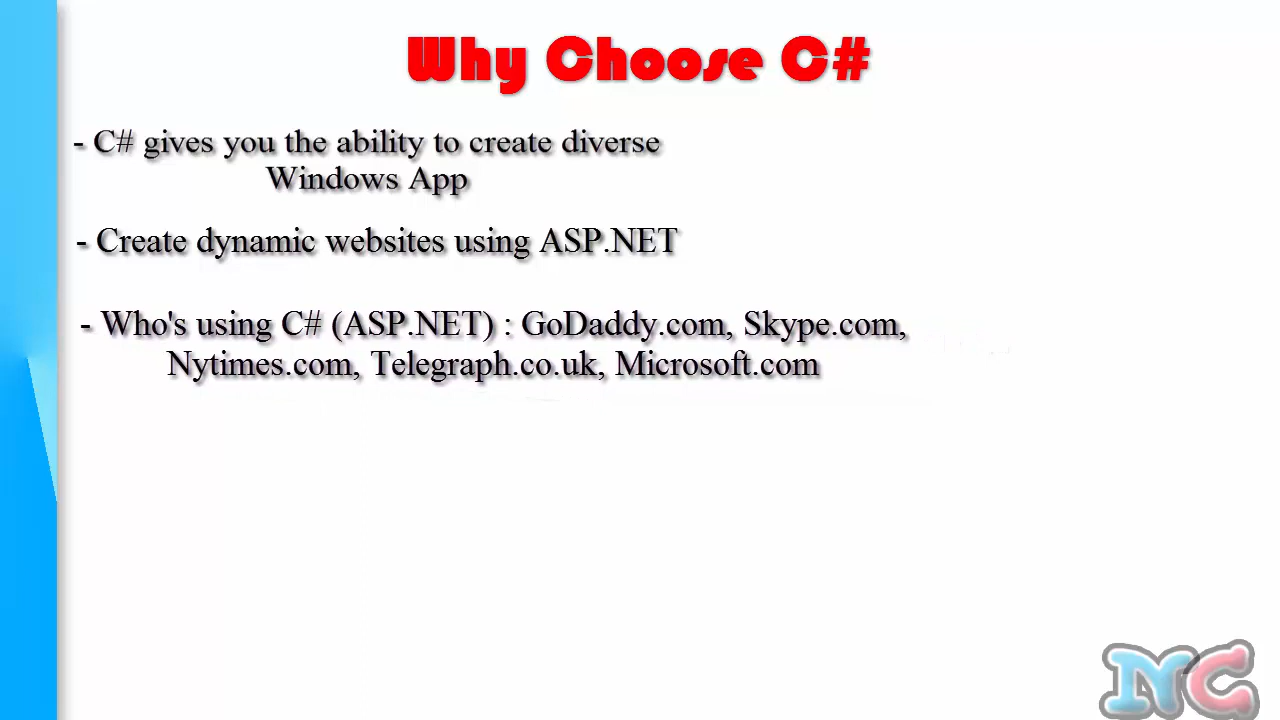 Why Choose C#
- C# gives you the ability to create diverse
Windows App
- Create dynamic websites using ASP.NET
- Who's using C# (ASP.NET) : GoDaddy.com, Skype.com,
Nytimes.com, Telegraph.co.uk, Microsoft.com
NC